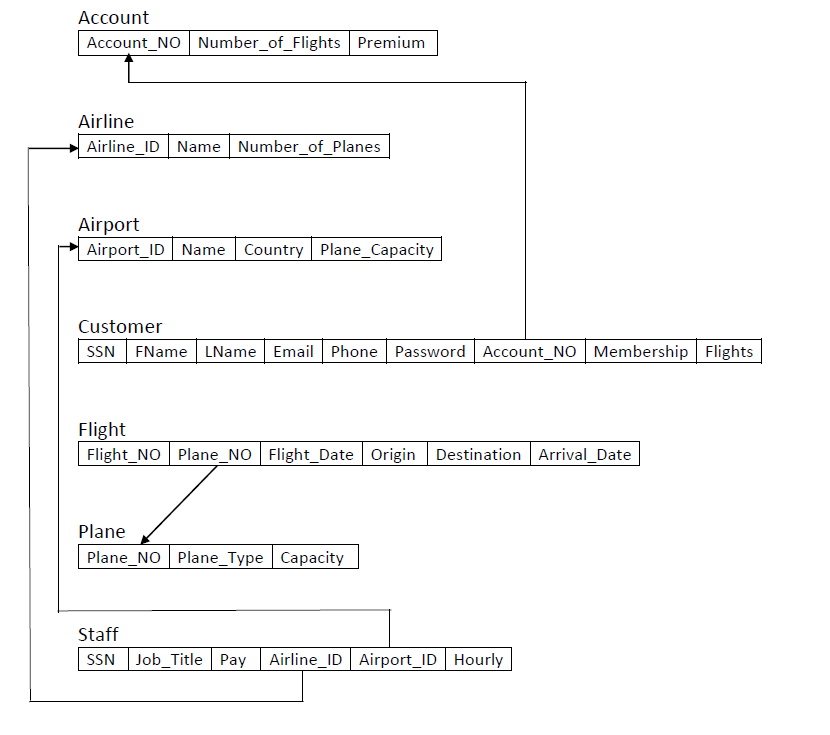 Account
Account_NO Number_of_Flights Premium
Airline
Airline_ID Name Number_of_Planes
Airport
Airport_ID Name Country Plane_Capacity
Customer
SSN FName LName Email Phone Password Account_NO Membership Flights
Flight
Flight_NO Plane_NO Flight_Date Origin Destination Arrival_Date
Plane
Plane_NO Plane_Type Capacity
Staff
SSN Job_Title Pay Airline_ID Airport_ID Hourly